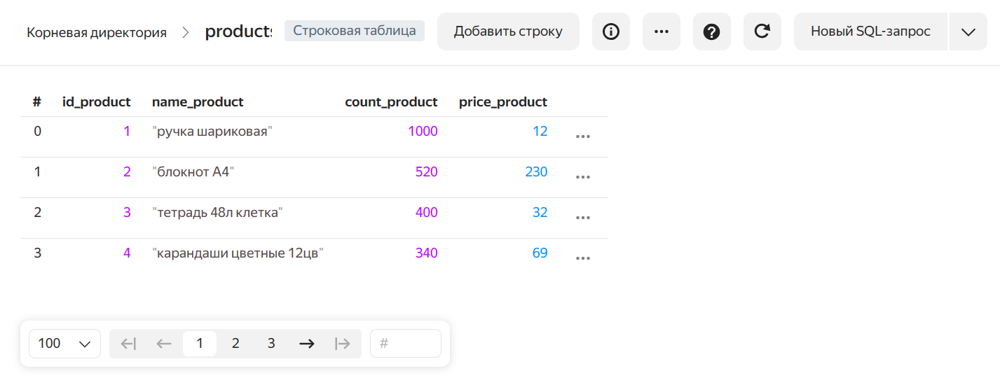 Корневая директория > products Строковая таблица Добавить строку ... Новый SQL-запрос
# id_product name_product count_product price_product
0 1 "ручка шариковая" 1000 12 ...
1 2 "блокнот А4" 520 230 ...
2 3 "тетрадь 48л клетка" 400 32 ...
3 4 "карандаши цветные 12цв" 340 69 ...
100 1 2 3 #